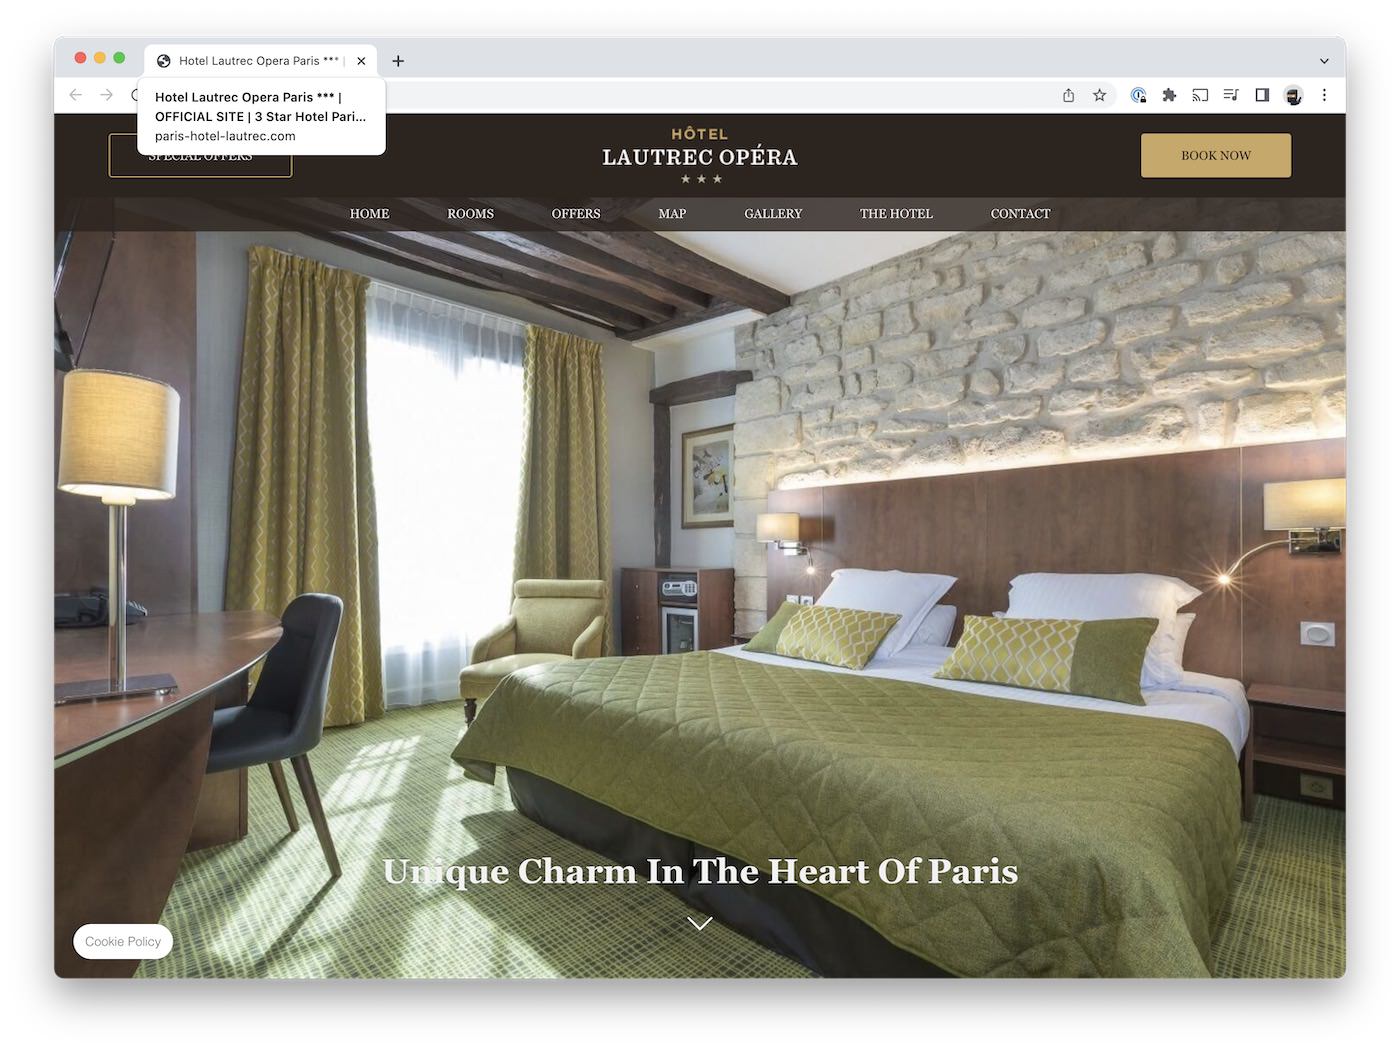 Hotel Lautrec Opera Paris *** |
Hotel Lautrec Opera Paris *** |
OFFICIAL SITE | 3 Star Hotel Pari...
paris-hotel-lautrec.com
SPECIAL OFFERS
HÔTEL
LAUTREC OPÉRA
★ ★ ★
BOOK NOW
HOME ROOMS OFFERS MAP GALLERY THE HOTEL CONTACT
Unique Charm In The Heart Of Paris
Cookie Policy